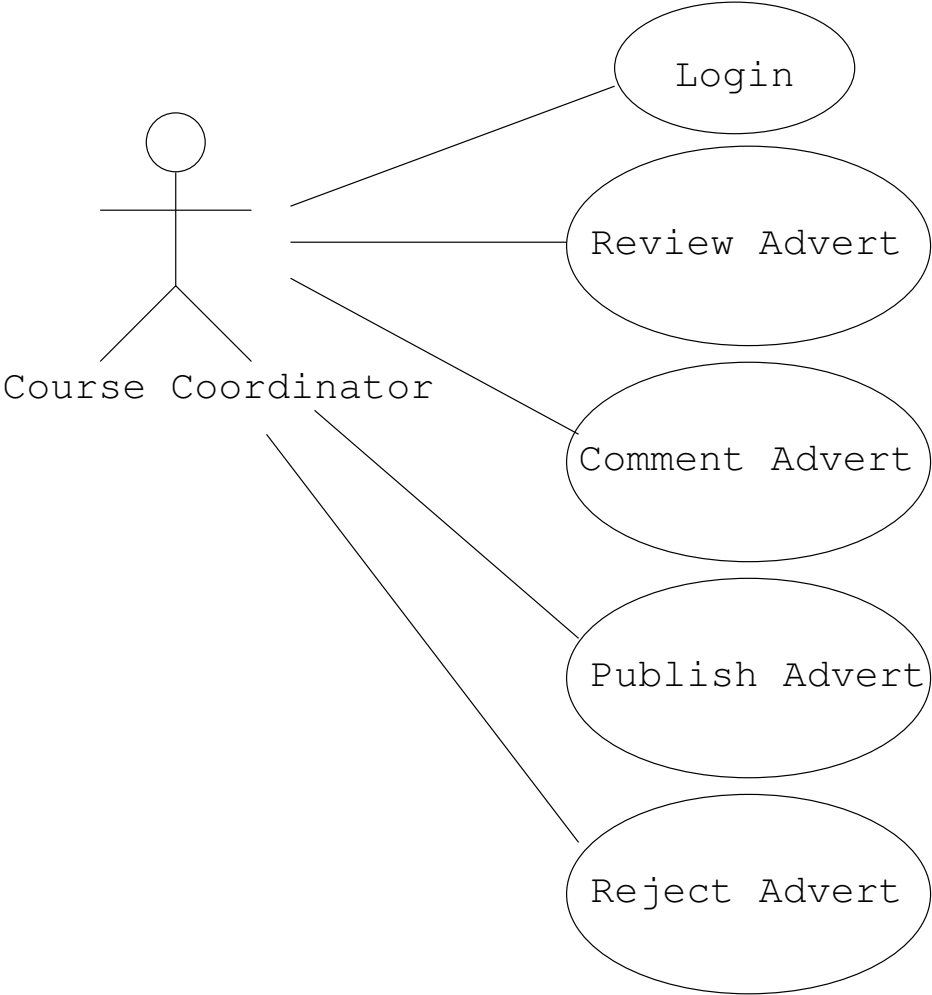 Login
Review Advert
Course Coordinator
Comment Advert
Publish Advert
Reject Advert